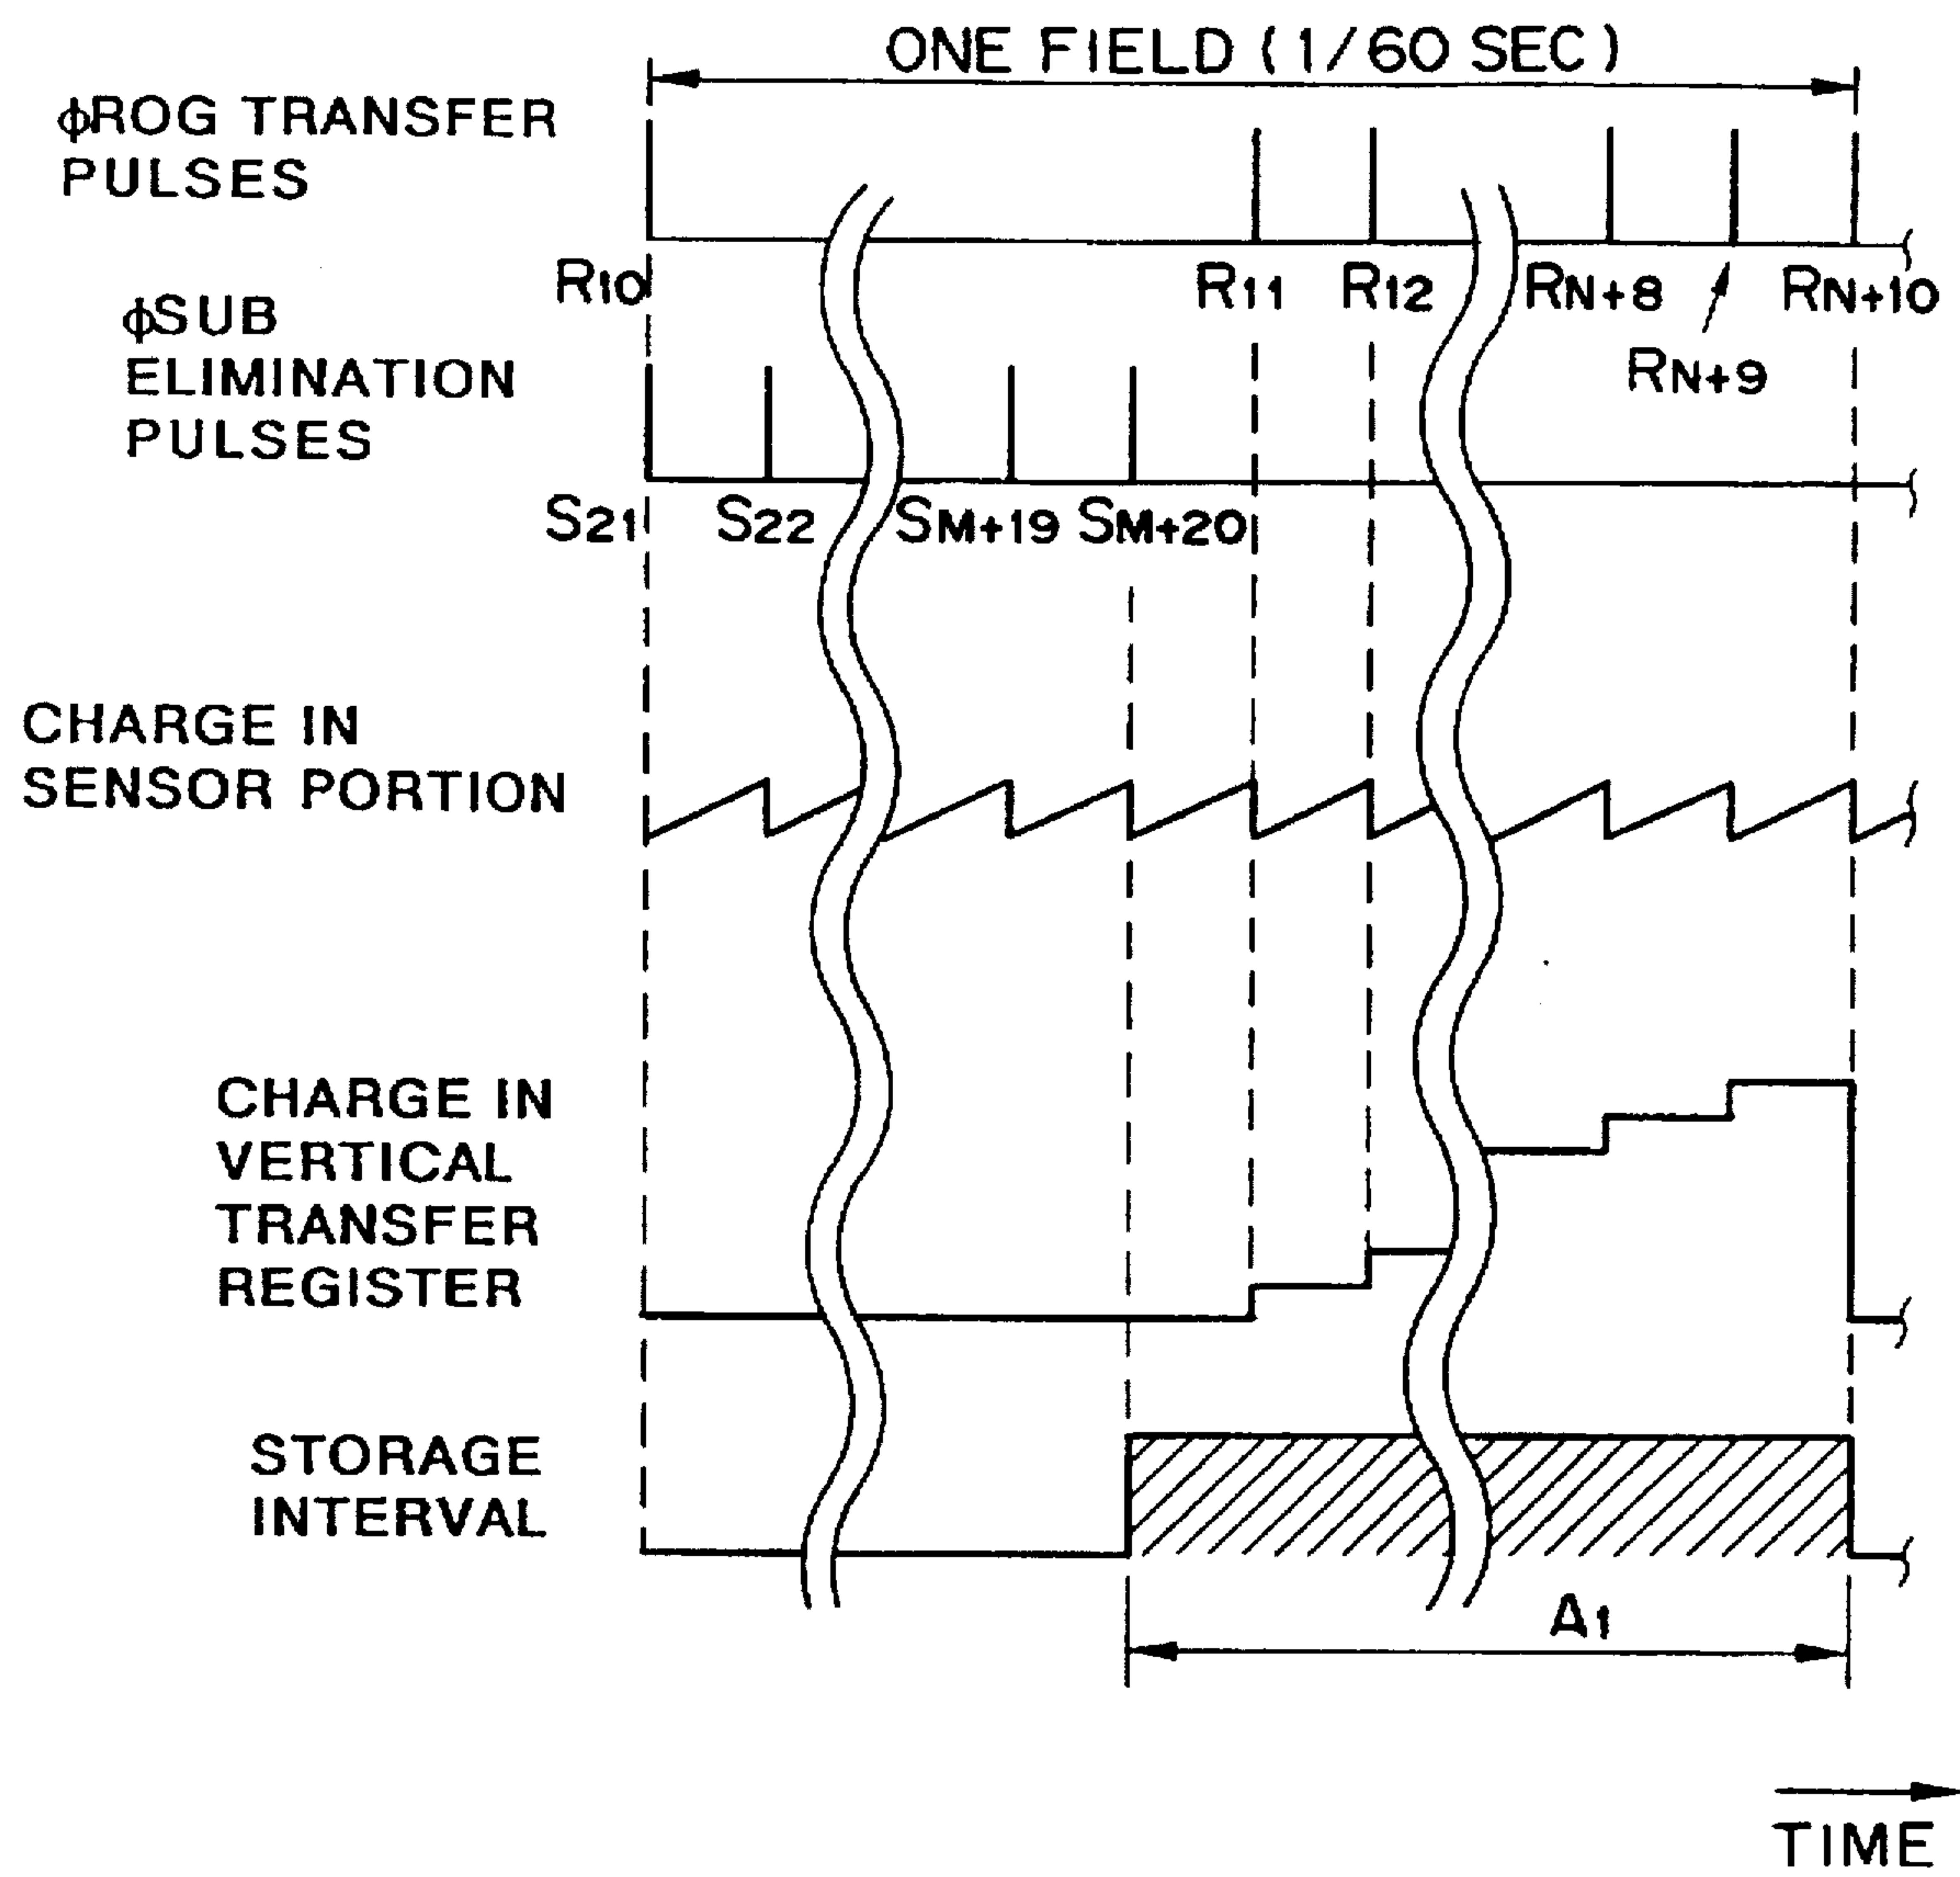 ONE FIELD (1/60 SEC)
ϕROG TRANSFER
PULSES
R10
R11
R12
RN+8
RN+9
RN+10
ϕSUB
ELIMINATION
PULSES
S21
S22
SM+19
SM+20
CHARGE IN
SENSOR PORTION
CHARGE IN
VERTICAL
TRANSFER
REGISTER
STORAGE
INTERVAL
Δ1
TIME